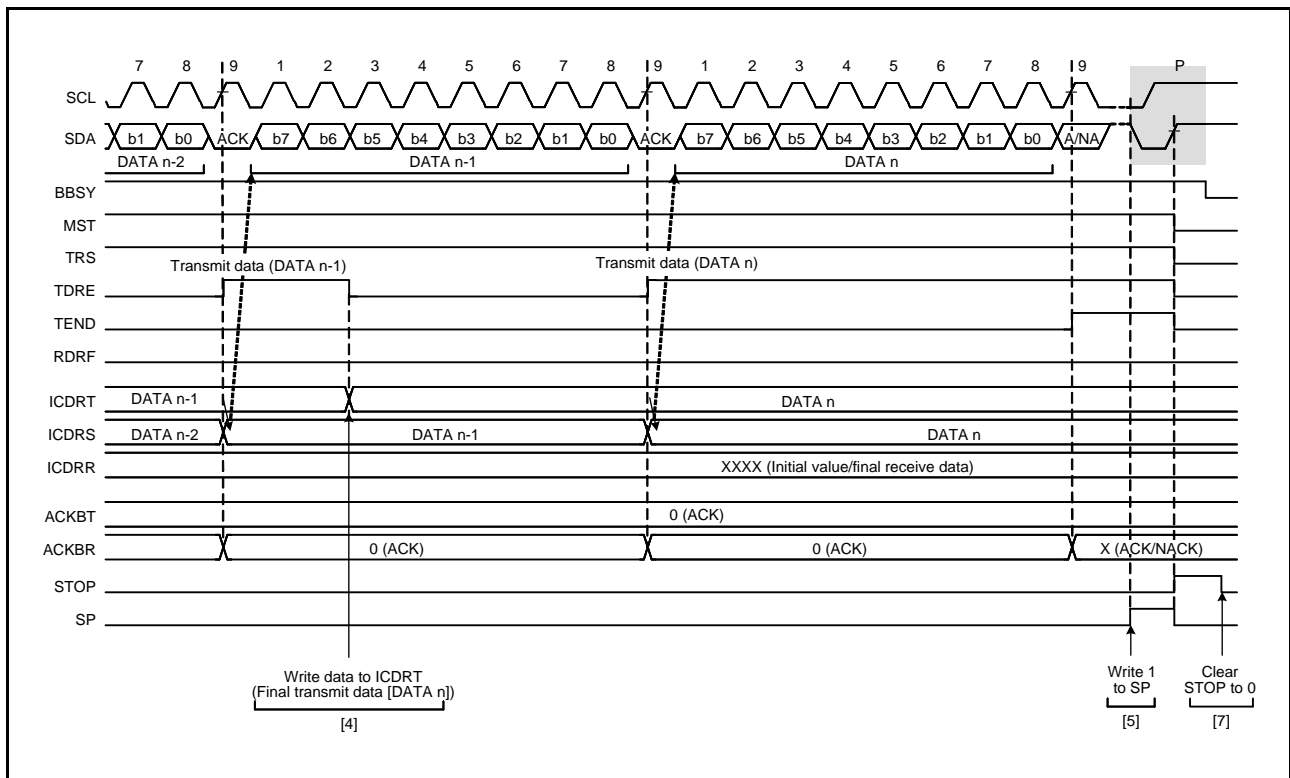 7 8 9 1 2 3 4 5 6 7 8 9 1 2 3 4 5 6 7 8 9 P
SCL
SDA b1 b0 ACK b7 b6 b5 b4 b3 b2 b1 b0 ACK b7 b6 b5 b4 b3 b2 b1 b0 A/NA
DATA n-2 DATA n-1 DATA n
BBSY
MST
TRS
Transmit data (DATA n-1) Transmit data (DATA n)
TDRE
TEND
RDRF
ICDRT DATA n-1 DATA n
ICDRS DATA n-2 DATA n-1 DATA n
ICDRR XXXX (Initial value/final receive data)
ACKBT 0 (ACK)
ACKBR 0 (ACK) 0 (ACK) X (ACK/NACK)
STOP
SP
Write data to ICDRT
(Final transmit data [DATA n])
[4]
Write 1
to SP
[5]
Clear
STOP to 0
[7]